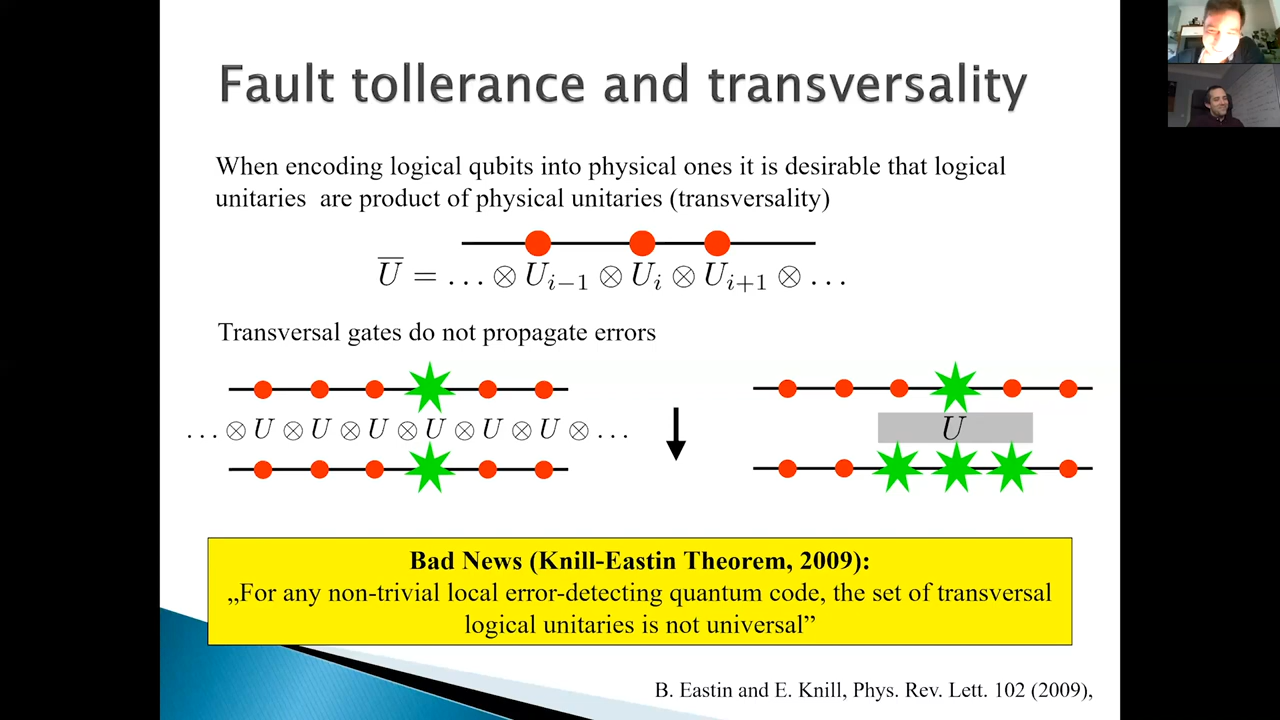 Fault tollerance and transversality
When encoding logical qubits into physical ones it is desirable that logical
unitaries are product of physical unitaries (transversality)
U̅ = … ⊗ Uᵢ₋₁ ⊗ Uᵢ ⊗ Uᵢ₊₁ ⊗ …
Transversal gates do not propagate errors
… ⊗ U ⊗ U ⊗ U ⊗ U ⊗ U ⊗ U ⊗ …
U
Bad News (Knill-Eastin Theorem, 2009):
„For any non-trivial local error-detecting quantum code, the set of transversal
logical unitaries is not universal”
B. Eastin and E. Knill, Phys. Rev. Lett. 102 (2009),